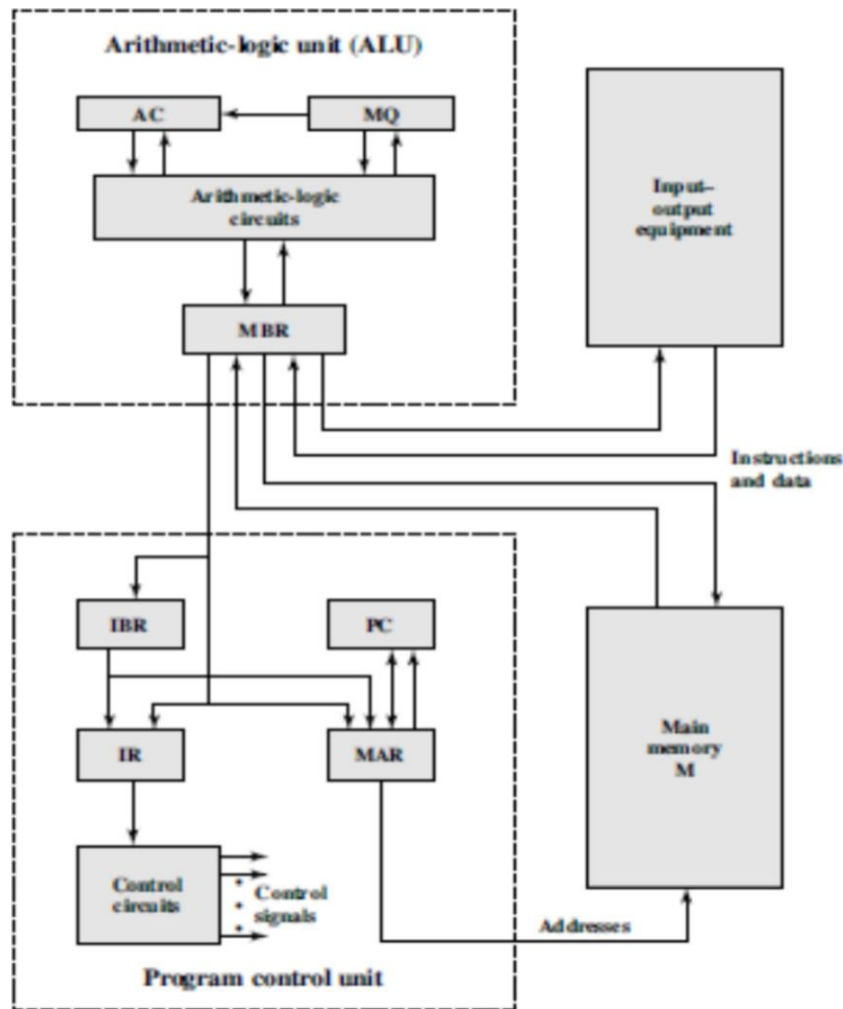 Arithmetic-logic unit (ALU)
AC
MQ
Arithmetic-logic
circuits
MBR
Input–
output
equipment
Instructions
and data
IBR
PC
IR
MAR
Main
memory
M
Control
circuits
Control
signals
Addresses
Program control unit